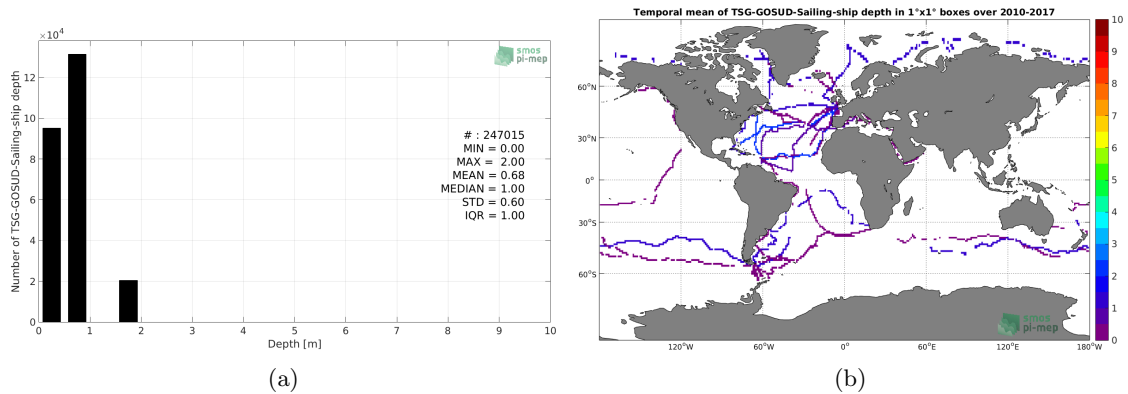 ×10⁴
smos
pi-mep
Number of TSG-GOSUD-Sailing-ship depth
12
10
8
6
4
2
0
# : 247015
MIN = 0.00
MAX = 2.00
MEAN = 0.68
MEDIAN = 1.00
STD = 0.60
IQR = 1.00
0 1 2 3 4 5 6 7 8 9 10
Depth [m]
(a)
Temporal mean of TSG-GOSUD-Sailing-ship depth in 1°x1° boxes over 2010-2017
60°N
30°N
0°
30°S
60°S
120°W 60°W 0° 60°E 120°E 180°W
smos
pi-mep
10
9
8
7
6
5
4
3
2
1
0
(b)